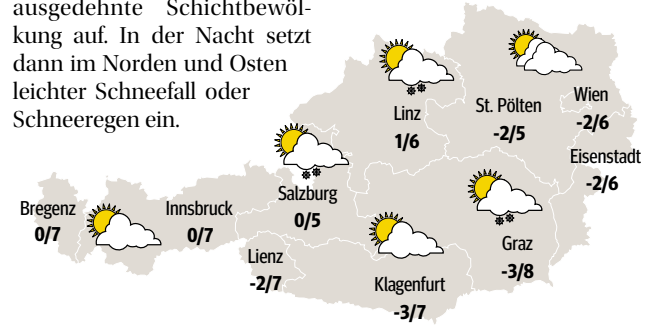 ausgedehnte Schichtbewöl-
kung auf. In der Nacht setzt
dann im Norden und Osten
leichter Schneefall oder
Schneeregen ein.
Linz
1/6
St. Pölten
-2/5
Wien
-2/6
Eisenstadt
-2/6
Bregenz
0/7
Innsbruck
0/7
Salzburg
0/5
Lienz
-2/7
Klagenfurt
-3/7
Graz
-3/8